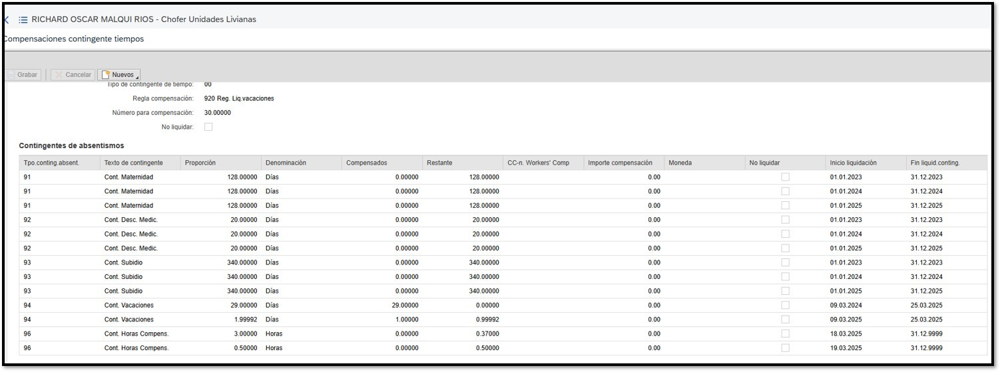 RICHARD OSCAR MALQUI RIOS - Chofer Unidades Livianas
Compensaciones contingente tiempos
Grabar Cancelar Nuevos
Tipo de contingente de tiempo: 00
Regla compensación: 920 Reg. Liq.vacaciones
Número para compensación: 30.00000
No liquidar:
Contingentes de absentismos
Tpo.conting.absent. Texto de contingente Proporción Denominación Compensados Restante CC-n. Workers' Comp Importe compensación Moneda No liquidar Inicio liquidación Fin liquid.conting.
91 Cont. Maternidad 128.00000 Días 0.00000 128.00000 0.00 01.01.2023 31.12.2023
91 Cont. Maternidad 128.00000 Días 0.00000 128.00000 0.00 01.01.2024 31.12.2024
91 Cont. Maternidad 128.00000 Días 0.00000 128.00000 0.00 01.01.2025 31.12.2025
92 Cont. Desc. Medic. 20.00000 Días 0.00000 20.00000 0.00 01.01.2023 31.12.2023
92 Cont. Desc. Medic. 20.00000 Días 0.00000 20.00000 0.00 01.01.2024 31.12.2024
92 Cont. Desc. Medic. 20.00000 Días 0.00000 20.00000 0.00 01.01.2025 31.12.2025
93 Cont. Subidio 340.00000 Días 0.00000 340.00000 0.00 01.01.2023 31.12.2023
93 Cont. Subidio 340.00000 Días 0.00000 340.00000 0.00 01.01.2024 31.12.2024
93 Cont. Subidio 340.00000 Días 0.00000 340.00000 0.00 01.01.2025 31.12.2025
94 Cont. Vacaciones 29.00000 Días 29.00000 0.00000 0.00 09.03.2024 25.03.2025
94 Cont. Vacaciones 1.99992 Días 1.00000 0.99992 0.00 09.03.2025 25.03.2025
96 Cont. Horas Compens. 3.00000 Horas 0.00000 0.37000 0.00 18.03.2025 31.12.9999
96 Cont. Horas Compens. 0.50000 Horas 0.00000 0.50000 0.00 19.03.2025 31.12.9999